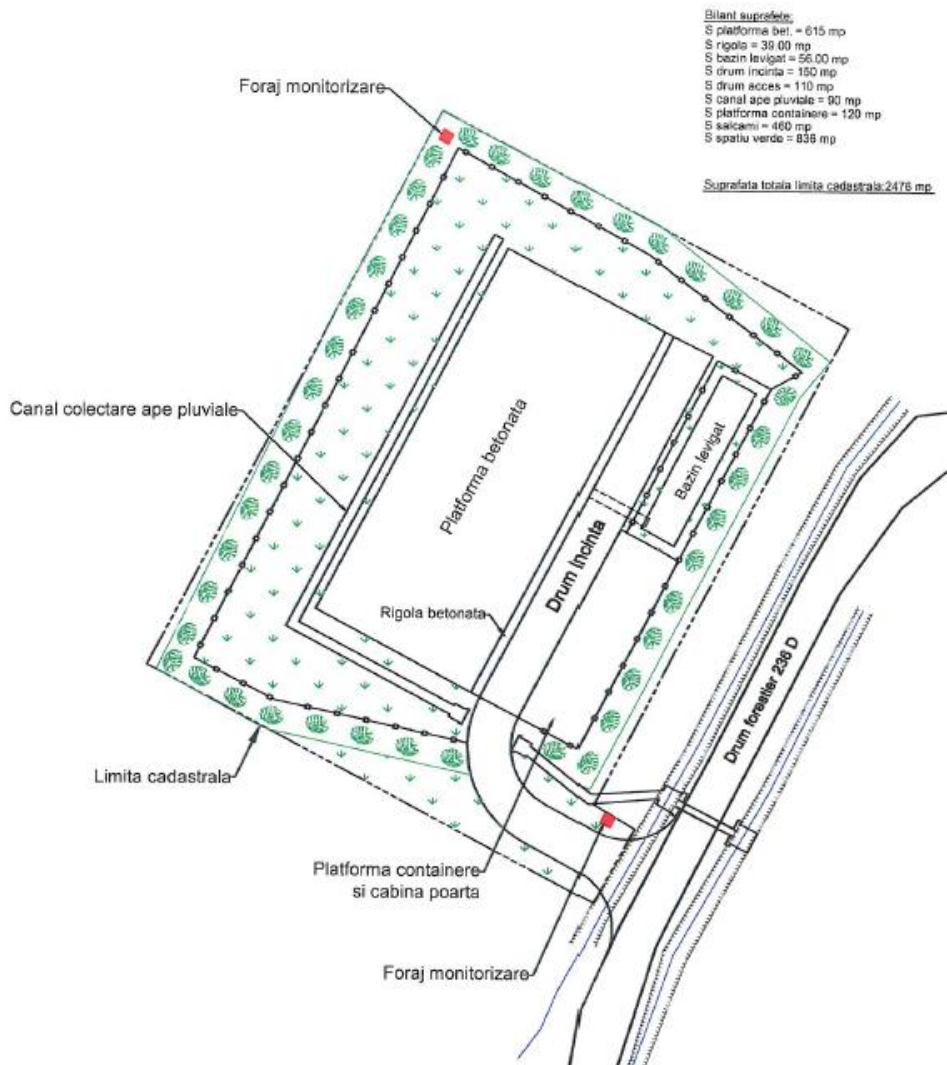 Bilant suprafete:
S platforma bet. = 615 mp
S rigola = 39.00 mp
S bazin levigat = 56.00 mp
S drum incinta = 150 mp
S drum acces = 110 mp
S canal ape pluviale = 90 mp
S platforma containere = 120 mp
S salcami = 460 mp
S spatiu verde = 836 mp
Suprafata totala limita cadastrala:2476 mp
Foraj monitorizare
Canal colectare ape pluviale
Platforma betonata
Bazin levigat
Drum Incinta
Rigola betonata
Drum forestier 236 D
Limita cadastrala
Platforma containere
si cabina poarta
Foraj monitorizare